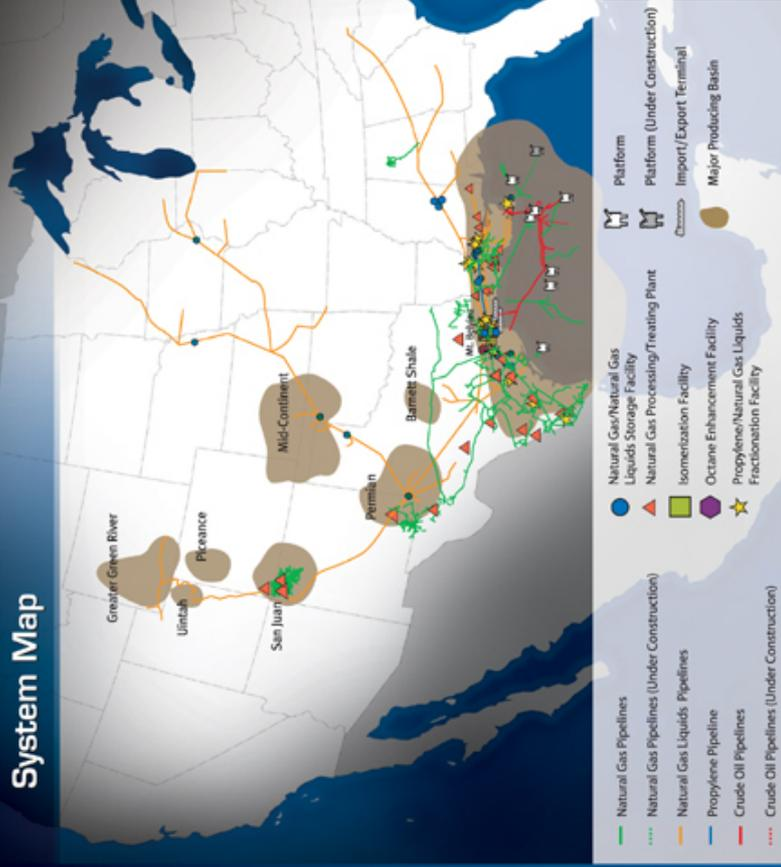 System Map
Greater Green River
Uintah
Piceance
San Juan
Mid-Continent
Permian
Barnett Shale
Natural Gas Pipelines
Natural Gas Pipelines (Under Construction)
Natural Gas Liquids Pipelines
Propylene Pipeline
Crude Oil Pipelines
Crude Oil Pipelines (Under Construction)
Natural Gas/Natural Gas
Liquids Storage Facility
Natural Gas Processing/Treating Plant
Isomerization Facility
Octane Enhancement Facility
Propylene/Natural Gas Liquids
Fractionation Facility
Platform
Platform (Under Construction)
Import/Export Terminal
Major Producing Basin